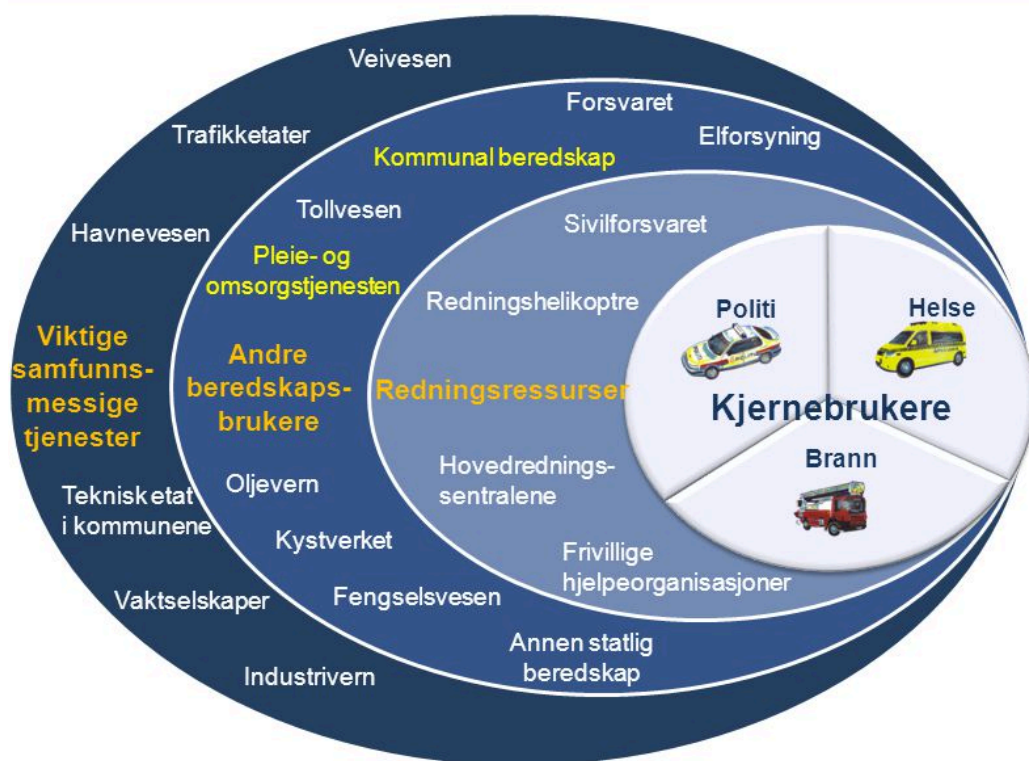 Veivesen
Trafikketater
Havnevesen
Viktige
samfunns-
messige
tjenester
Teknisk etat
i kommunene
Vaktselskaper
Industrivern
Forsvaret
Elforsyning
Kommunal beredskap
Tollvesen
Pleie- og
omsorgstjenesten
Andre
beredskaps-
brukere
Oljevern
Kystverket
Fengselsvesen
Annen statlig
beredskap
Sivilforsvaret
Redningshelikoptre
Redningsressurser
Hovedrednings-
sentralene
Frivillige
hjelpeorganisasjoner
Politi
Helse
Kjernebrukere
Brann